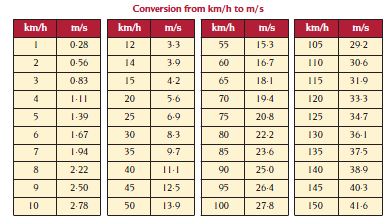 Conversion from km/h to m/s
km/h m/s km/h m/s km/h m/s km/h m/s
1 0·28 12 3·3 55 15·3 105 29·2
2 0·56 14 3·9 60 16·7 110 30·6
3 0·83 15 4·2 65 18·1 115 31·9
4 1·11 20 5·6 70 19·4 120 33·3
5 1·39 25 6·9 75 20·8 125 34·7
6 1·67 30 8·3 80 22·2 130 36·1
7 1·94 35 9·7 85 23·6 135 37·5
8 2·22 40 11·1 90 25·0 140 38·9
9 2·50 45 12·5 95 26·4 145 40·3
10 2·78 50 13·9 100 27·8 150 41·6